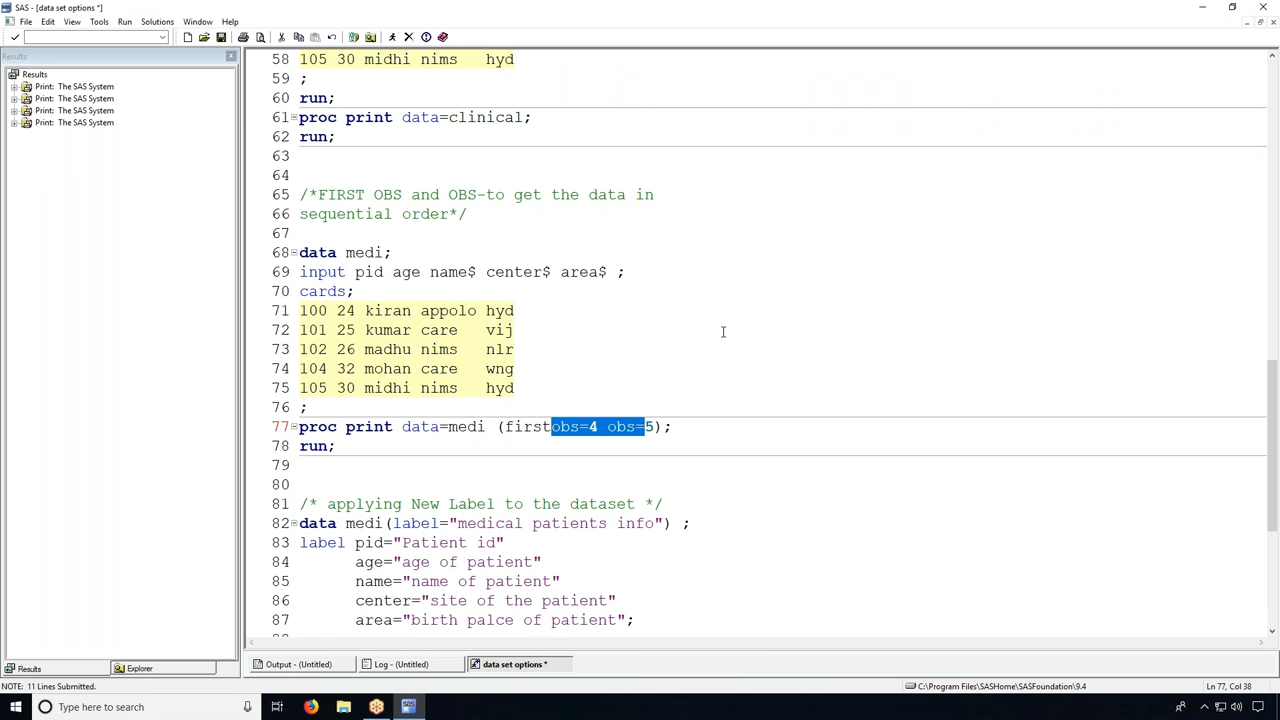 SAS - [data set options *]
File Edit View Tools Run Solutions Window Help
Results
Results
Print: The SAS System
Print: The SAS System
Print: The SAS System
Print: The SAS System
58 105 30 midhi nims hyd
59 ;
60 run;
61 proc print data=clinical;
62 run;
63
64
65 /*FIRST OBS and OBS-to get the data in
66 sequential order*/
67
68 data medi;
69 input pid age name$ center$ area$ ;
70 cards;
71 100 24 kiran appolo hyd
72 101 25 kumar care vij
73 102 26 madhu nims nlr
74 104 32 mohan care wng
75 105 30 midhi nims hyd
76 ;
77 proc print data=medi (firstobs=4 obs=5);
78 run;
79
80
81 /* applying New Label to the dataset */
82 data medi(label="medical patients info") ;
83 label pid="Patient id"
84 age="age of patient"
85 name="name of patient"
86 center="site of the patient"
87 area="birth palce of patient";
Results Explorer Output - (Untitled) Log - (Untitled) data set options *
NOTE: 11 Lines Submitted. C:\Program Files\SASHome\SASFoundation\9.4 Ln 77, Col 38
Type here to search